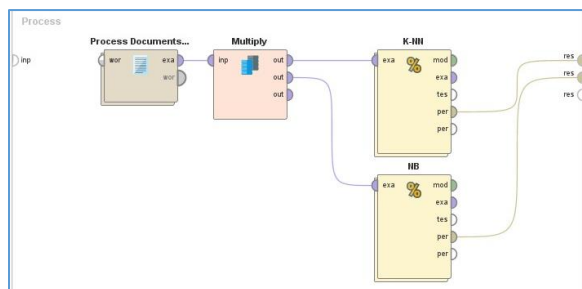 Process
inp
Process Documents...
wor
exa
wor
Multiply
inp
out
out
out
K-NN
exa
mod
exa
tes
per
per
NB
exa
mod
exa
tes
per
per
res
res
res